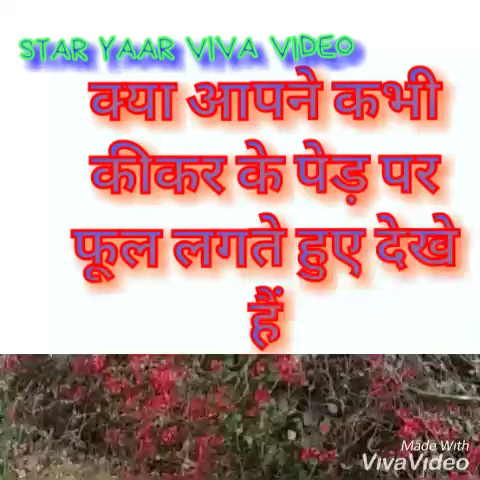 STAR YAAR VIVA VIDEO
क्या आपने कभी
कीकर के पेड़ पर
फूल लगते हुए देखे
हैं
Made With
VivaVideo